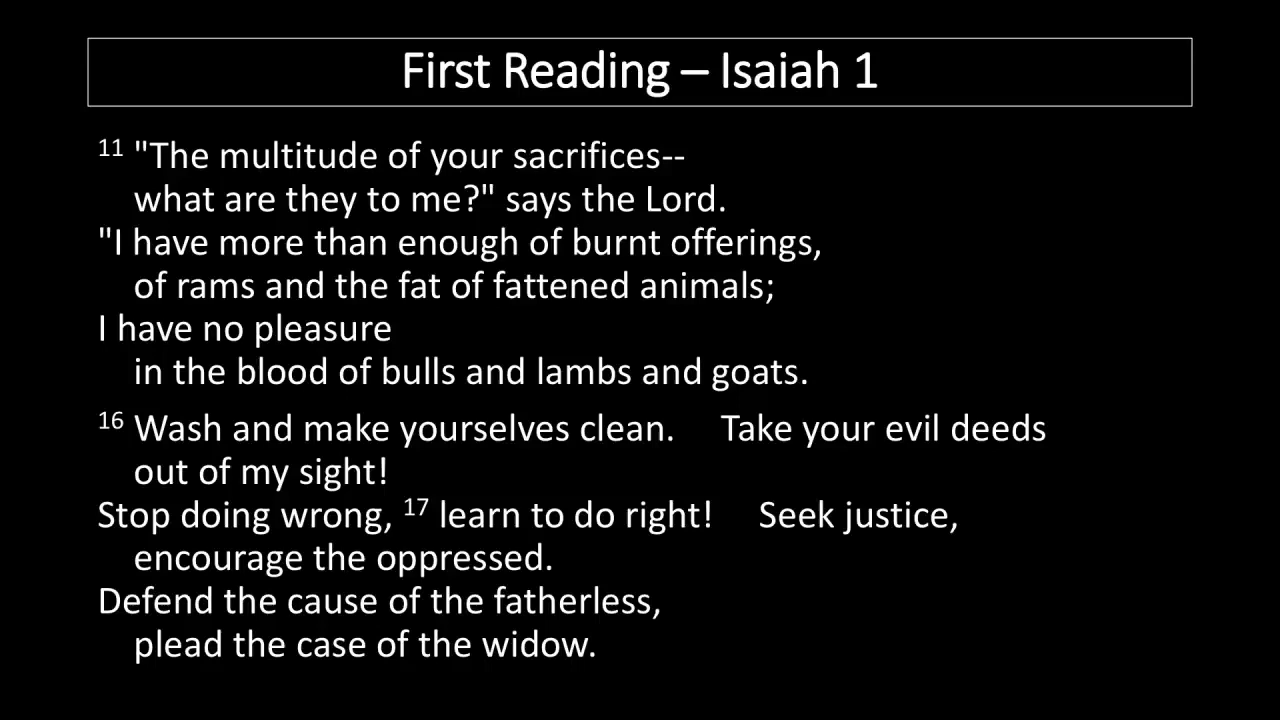 First Reading – Isaiah 1
11 "The multitude of your sacrifices--
what are they to me?" says the Lord.
"I have more than enough of burnt offerings,
of rams and the fat of fattened animals;
I have no pleasure
in the blood of bulls and lambs and goats.
16 Wash and make yourselves clean. Take your evil deeds
out of my sight!
Stop doing wrong, 17 learn to do right! Seek justice,
encourage the oppressed.
Defend the cause of the fatherless,
plead the case of the widow.